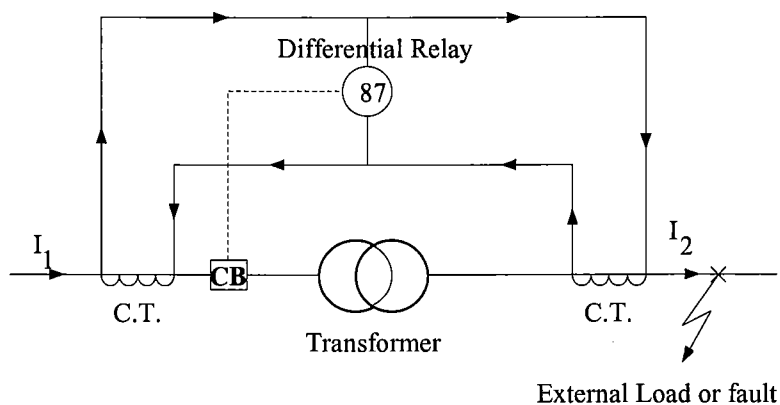 Differential Relay
87
I₁
CB
I₂
C.T.
C.T.
Transformer
External Load or fault